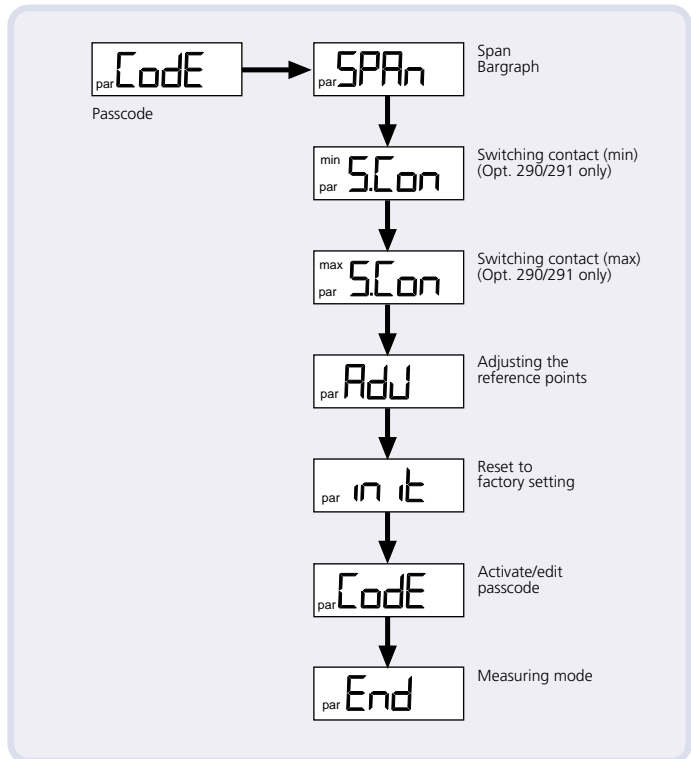 par CodE
Passcode
par SPAn
Span
Bargraph
min
par S.Con
Switching contact (min)
(Opt. 290/291 only)
max
par S.Con
Switching contact (max)
(Opt. 290/291 only)
par AdJ
Adjusting the
reference points
par init
Reset to
factory setting
par CodE
Activate/edit
passcode
par End
Measuring mode